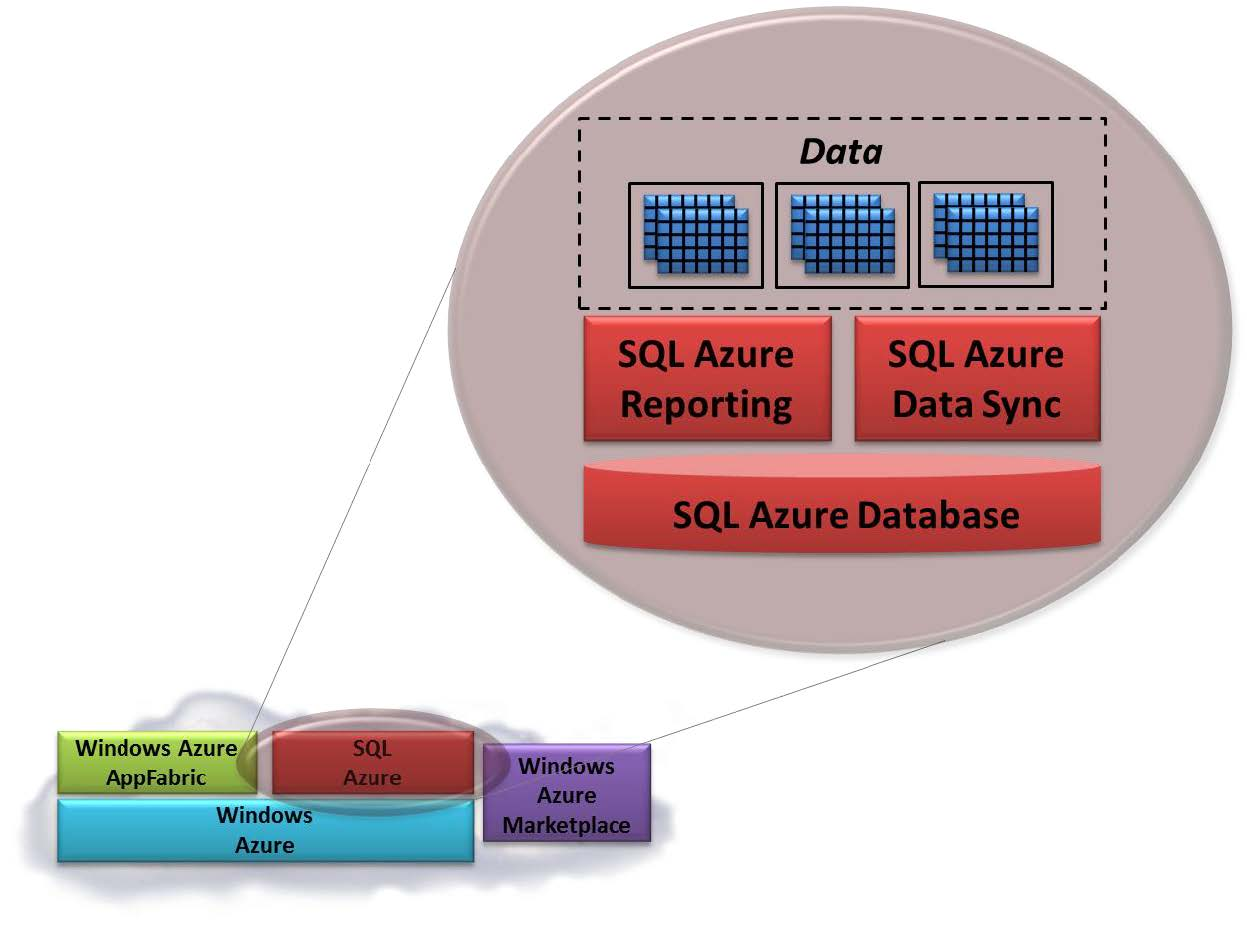 Data
SQL Azure
Reporting
SQL Azure
Data Sync
SQL Azure Database
Windows Azure
AppFabric
SQL
Azure
Windows
Azure
Marketplace
Windows
Azure